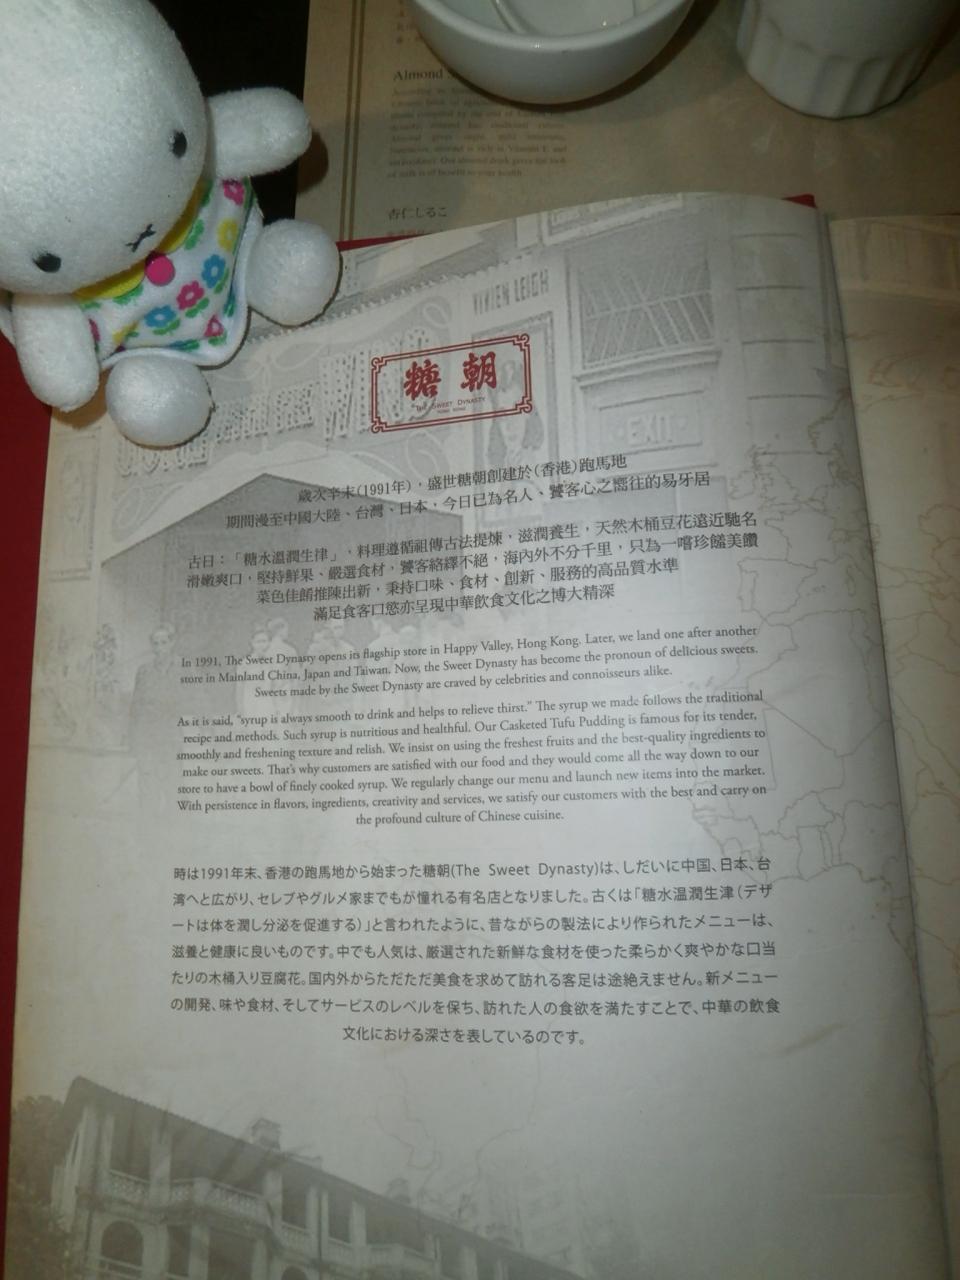 Almond
杏仁しるこ
VIVIEN LEIGH
WIND
EXIT
糖朝
THE SWEET DYNASTY
HONG KONG
歲次辛未(1991年)，盛世糖朝創建於(香港)跑馬地
期間漫至中國大陸、台灣、日本，今日已為名人、饕客心之嚮往的易牙居
古日：「糖水溫潤生津」，料理遵循祖傳古法提煉，滋潤養生，天然木桶豆花遠近馳名
滑嫩爽口，堅持鮮果、嚴選食材，饕客絡繹不絕，海內外不分千里，只為一嚐珍饈美饌
菜色佳餚推陳出新，秉持口味、食材、創新、服務的高品質水準
滿足食客口慾亦呈現中華飲食文化之博大精深
In 1991, The Sweet Dynasty opens its flagship store in Happy Valley, Hong Kong. Later, we land one after another
store in Mainland China, Japan and Taiwan. Now, the Sweet Dynasty has become the pronoun of delicious sweets.
Sweets made by the Sweet Dynasty are craved by celebrities and connoisseurs alike.
As it is said, "syrup is always smooth to drink and helps to relieve thirst." The syrup we made follows the traditional
recipe and methods. Such syrup is nutritious and healthful. Our Casketed Tufu Pudding is famous for its tender,
smoothly and freshening texture and relish. We insist on using the freshest fruits and the best-quality ingredients to
make our sweets. That's why customers are satisfied with our food and they would come all the way down to our
store to have a bowl of finely cooked syrup. We regularly change our menu and launch new items into the market.
With persistence in flavors, ingredients, creativity and services, we satisfy our customers with the best and carry on
the profound culture of Chinese cuisine.
時は1991年末、香港の跑馬地から始まった糖朝(The Sweet Dynasty)は、しだいに中国、日本、台
湾へと広がり、セレブやグルメ家までもが憧れる有名店となりました。古くは「糖水温潤生津（デザ
ートは体を潤し分泌を促進する）」と言われたように、昔ながらの製法により作られたメニューは、
滋養と健康に良いものです。中でも人気は、厳選された新鮮な食材を使った柔らかく爽やかな口当
たりの木桶入り豆腐花。国内外からただただ美食を求めて訪れる客足は途絶えません。新メニュー
の開発、味や食材、そしてサービスのレベルを保ち、訪れた人の食欲を満たすことで、中華の飲食
文化における深さを表しているのです。